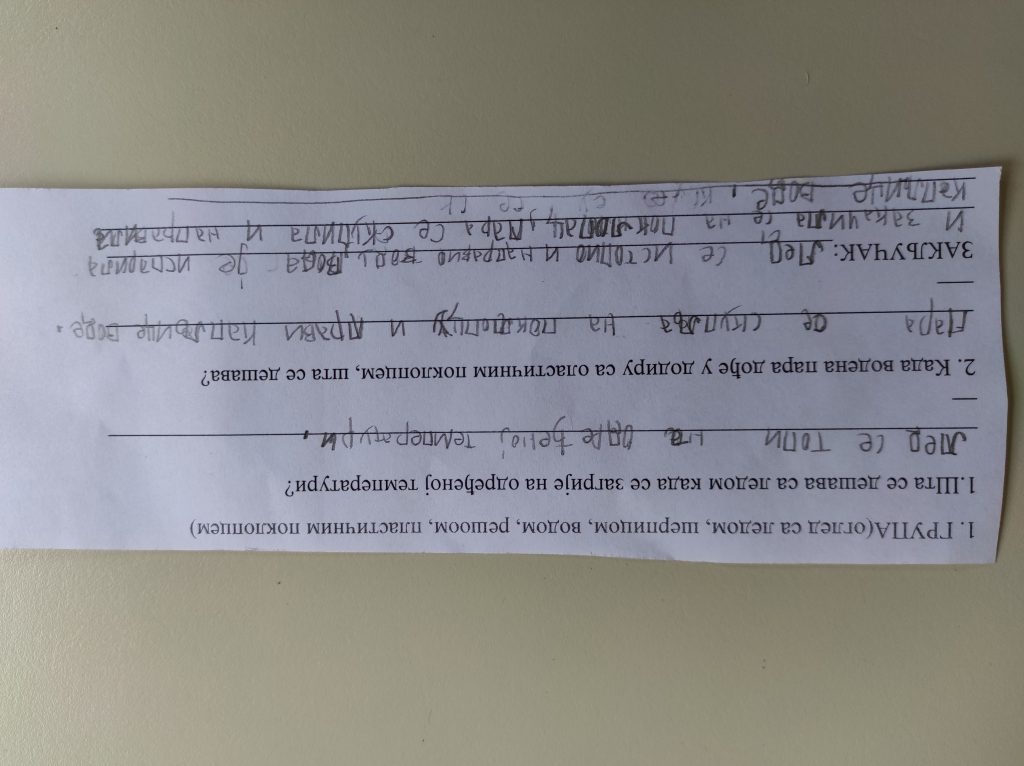 1. ГРУПА(оглед са ледом, шерпицом, водом, решоом, пластичним поклопцем)
1.Шта се дешава са ледом када се загрије на одређеној температури?
Лед се топи на одређеној температури.
2. Када водена пара дође у додиру са оластичним поклопцем, шта се дешава?
Пара се скупља на поклопцу и прави капљице воде.
ЗАКЉУЧАК: Лед се истопио и направио воду, вода је испарила
и закачила се на поклопац, пара се скупила и направила
капљице воде.